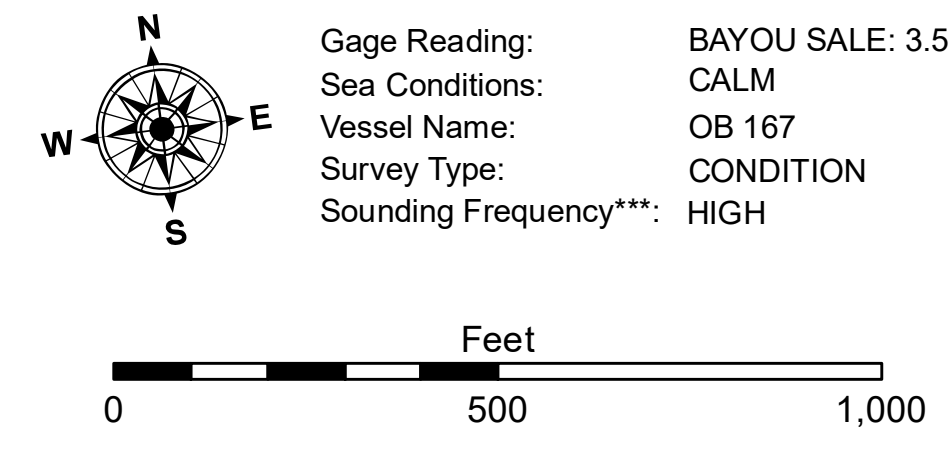 N
W
E
S
Gage Reading: BAYOU SALE: 3.5
Sea Conditions: CALM
Vessel Name: OB 167
Survey Type: CONDITION
Sounding Frequency***: HIGH
Feet
0 500 1,000